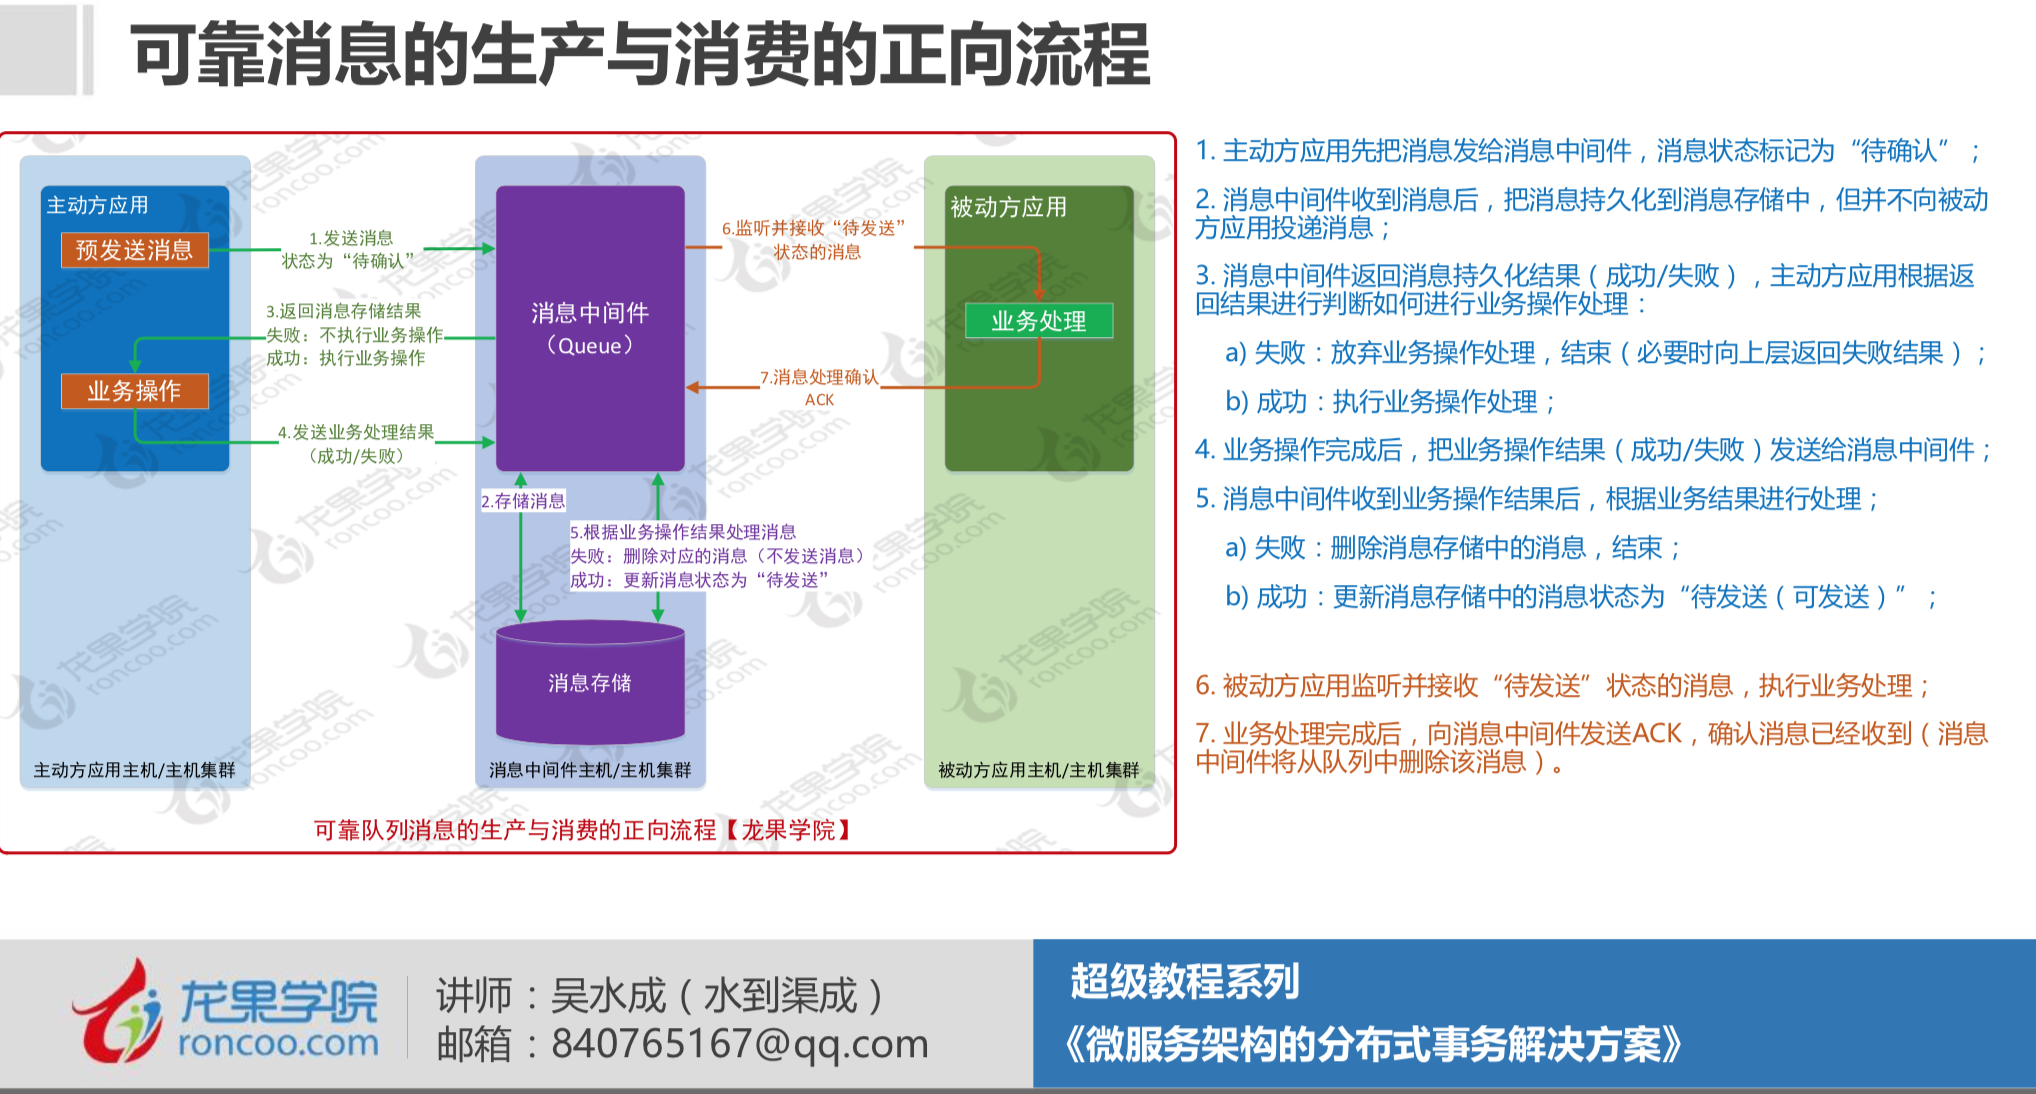 可靠消息的生产与消费的正向流程
主动方应用
预发送消息
业务操作
主动方应用主机/主机集群
1.发送消息
状态为“待确认”
3.返回消息存储结果
失败：不执行业务操作
成功：执行业务操作
4.发送业务处理结果
（成功/失败）
消息中间件
（Queue）
2.存储消息
5.根据业务操作结果处理消息
失败：删除对应的消息（不发送消息）
成功：更新消息状态为“待发送”
消息存储
消息中间件主机/主机集群
6.监听并接收“待发送”
状态的消息
7.消息处理确认
ACK
被动方应用
业务处理
被动方应用主机/主机集群
可靠队列消息的生产与消费的正向流程【龙果学院】
1. 主动方应用先把消息发给消息中间件，消息状态标记为“待确认”；
2. 消息中间件收到消息后，把消息持久化到消息存储中，但并不向被动
方应用投递消息；
3. 消息中间件返回消息持久化结果（成功/失败），主动方应用根据返
回结果进行判断如何进行业务操作处理：
a) 失败：放弃业务操作处理，结束（必要时向上层返回失败结果）；
b) 成功：执行业务操作处理；
4. 业务操作完成后，把业务操作结果（成功/失败）发送给消息中间件；
5. 消息中间件收到业务操作结果后，根据业务结果进行处理；
a) 失败：删除消息存储中的消息，结束；
b) 成功：更新消息存储中的消息状态为“待发送（可发送）”；
6. 被动方应用监听并接收“待发送”状态的消息，执行业务处理；
7. 业务处理完成后，向消息中间件发送ACK，确认消息已经收到（消息
中间件将从队列中删除该消息）。
龙果学院
roncoo.com
讲师：吴水成（水到渠成）
邮箱：840765167@qq.com
超级教程系列
《微服务架构的分布式事务解决方案》